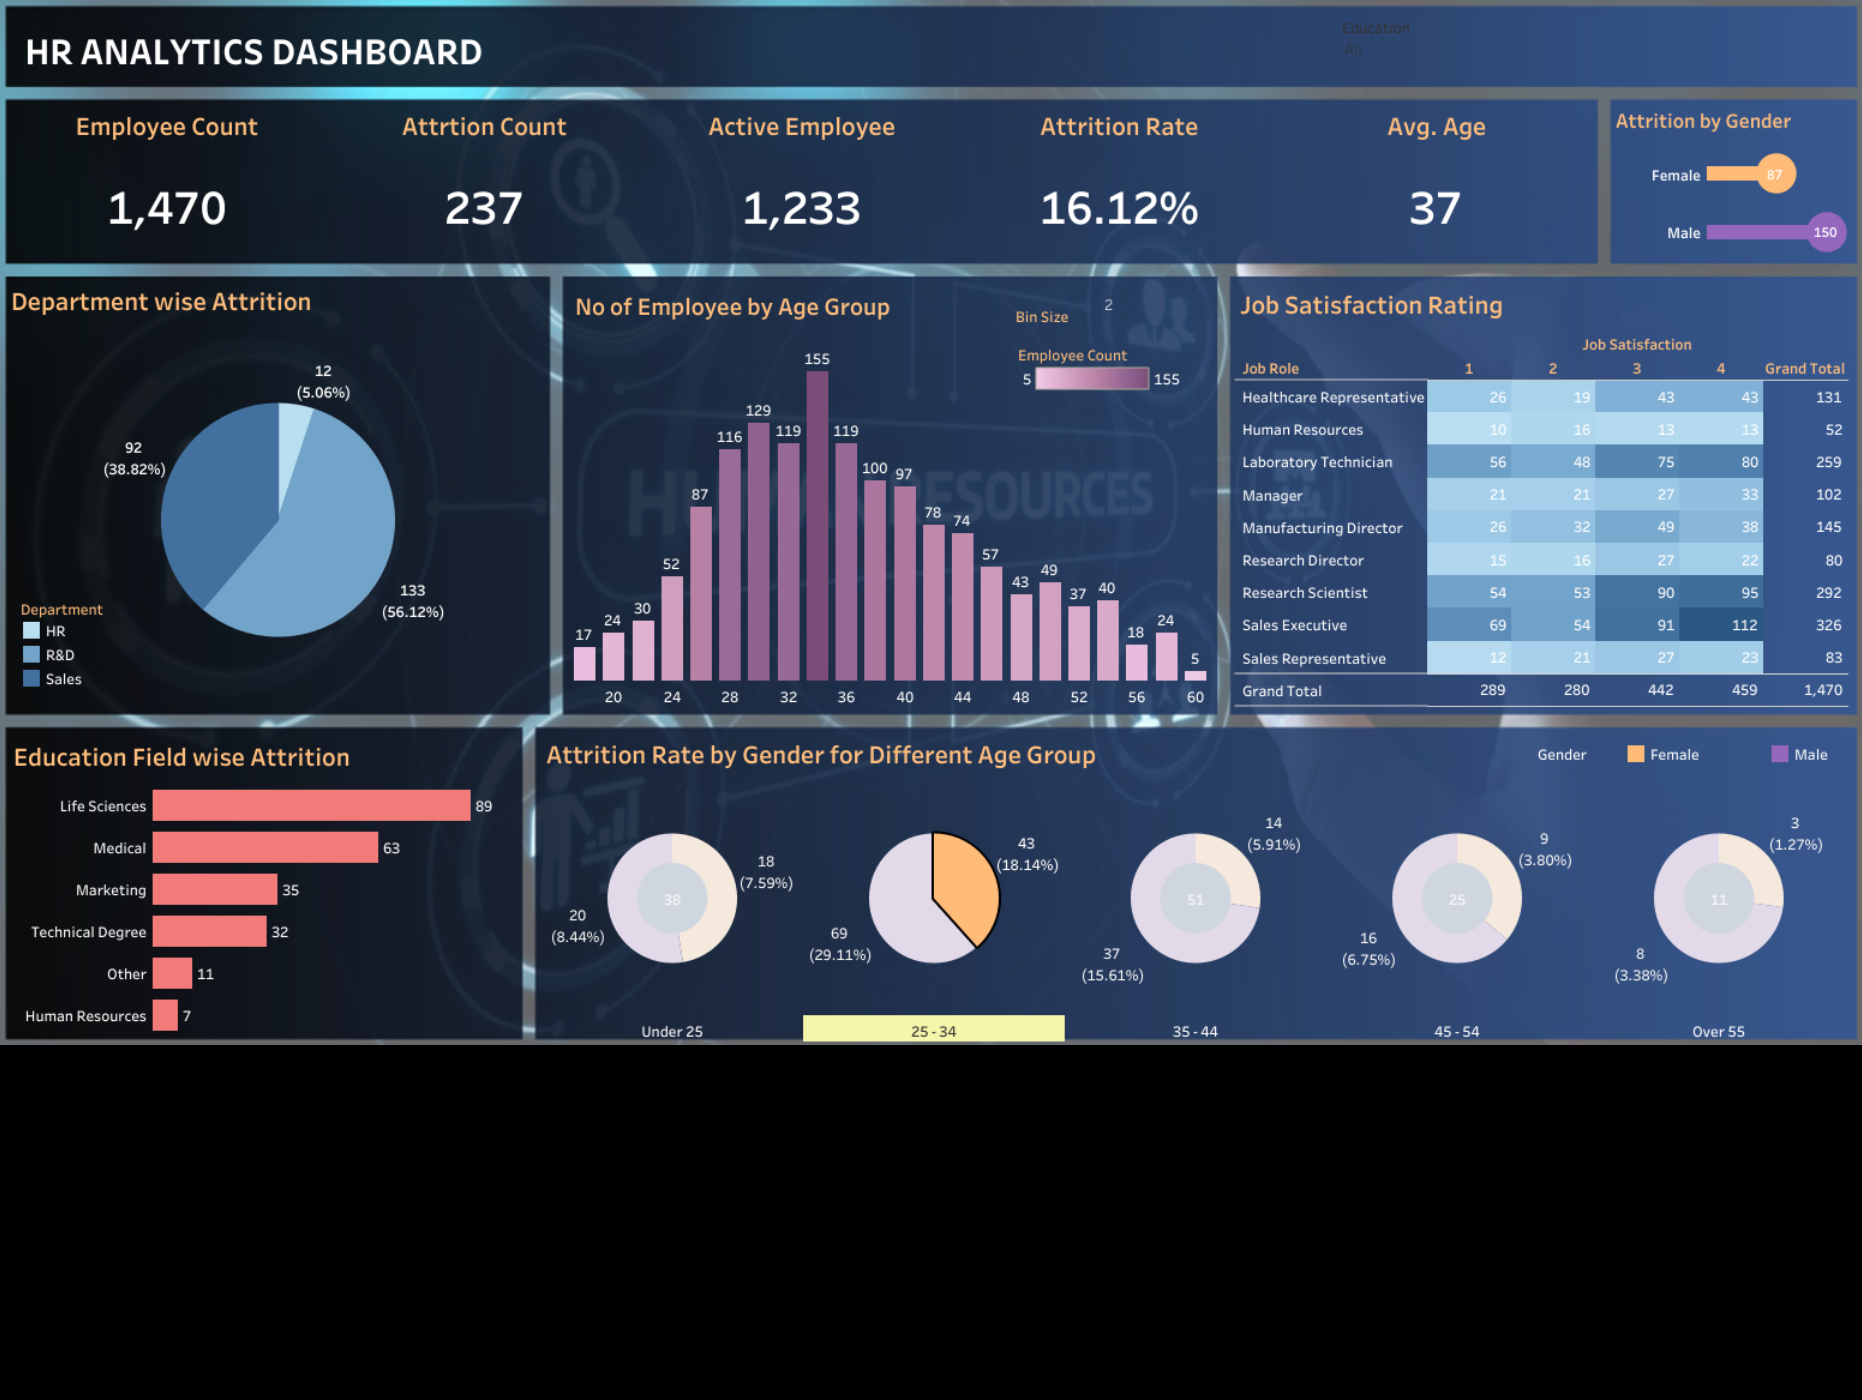 Education
All
HR ANALYTICS DASHBOARD
Employee Count
Attrtion Count
Active Employee
Attrition Rate
Avg. Age
1,470
237
1,233
16.12%
37
Attrition by Gender
Female 87
Male 150
Department wise Attrition
12
(5.06%)
92
(38.82%)
133
(56.12%)
Department
HR
R&D
Sales
No of Employee by Age Group
Bin Size 2
Employee Count
5 155
17 24 30 52 87 116 129 119 155 119 100 97 78 74 57 43 49 37 40 18 24 5
20 24 28 32 36 40 44 48 52 56 60
HUMAN RESOURCES
Job Satisfaction Rating
Job Satisfaction
Job Role 1 2 3 4 Grand Total
Healthcare Representative 26 19 43 43 131
Human Resources 10 16 13 13 52
Laboratory Technician 56 48 75 80 259
Manager 21 21 27 33 102
Manufacturing Director 26 32 49 38 145
Research Director 15 16 27 22 80
Research Scientist 54 53 90 95 292
Sales Executive 69 54 91 112 326
Sales Representative 12 21 27 23 83
Grand Total 289 280 442 459 1,470
Education Field wise Attrition
Life Sciences 89
Medical 63
Marketing 35
Technical Degree 32
Other 11
Human Resources 7
Attrition Rate by Gender for Different Age Group
Gender Female Male
18
(7.59%)
38
20
(8.44%)
43
(18.14%)
69
(29.11%)
14
(5.91%)
51
37
(15.61%)
9
(3.80%)
25
16
(6.75%)
3
(1.27%)
11
8
(3.38%)
Under 25
25 - 34
35 - 44
45 - 54
Over 55